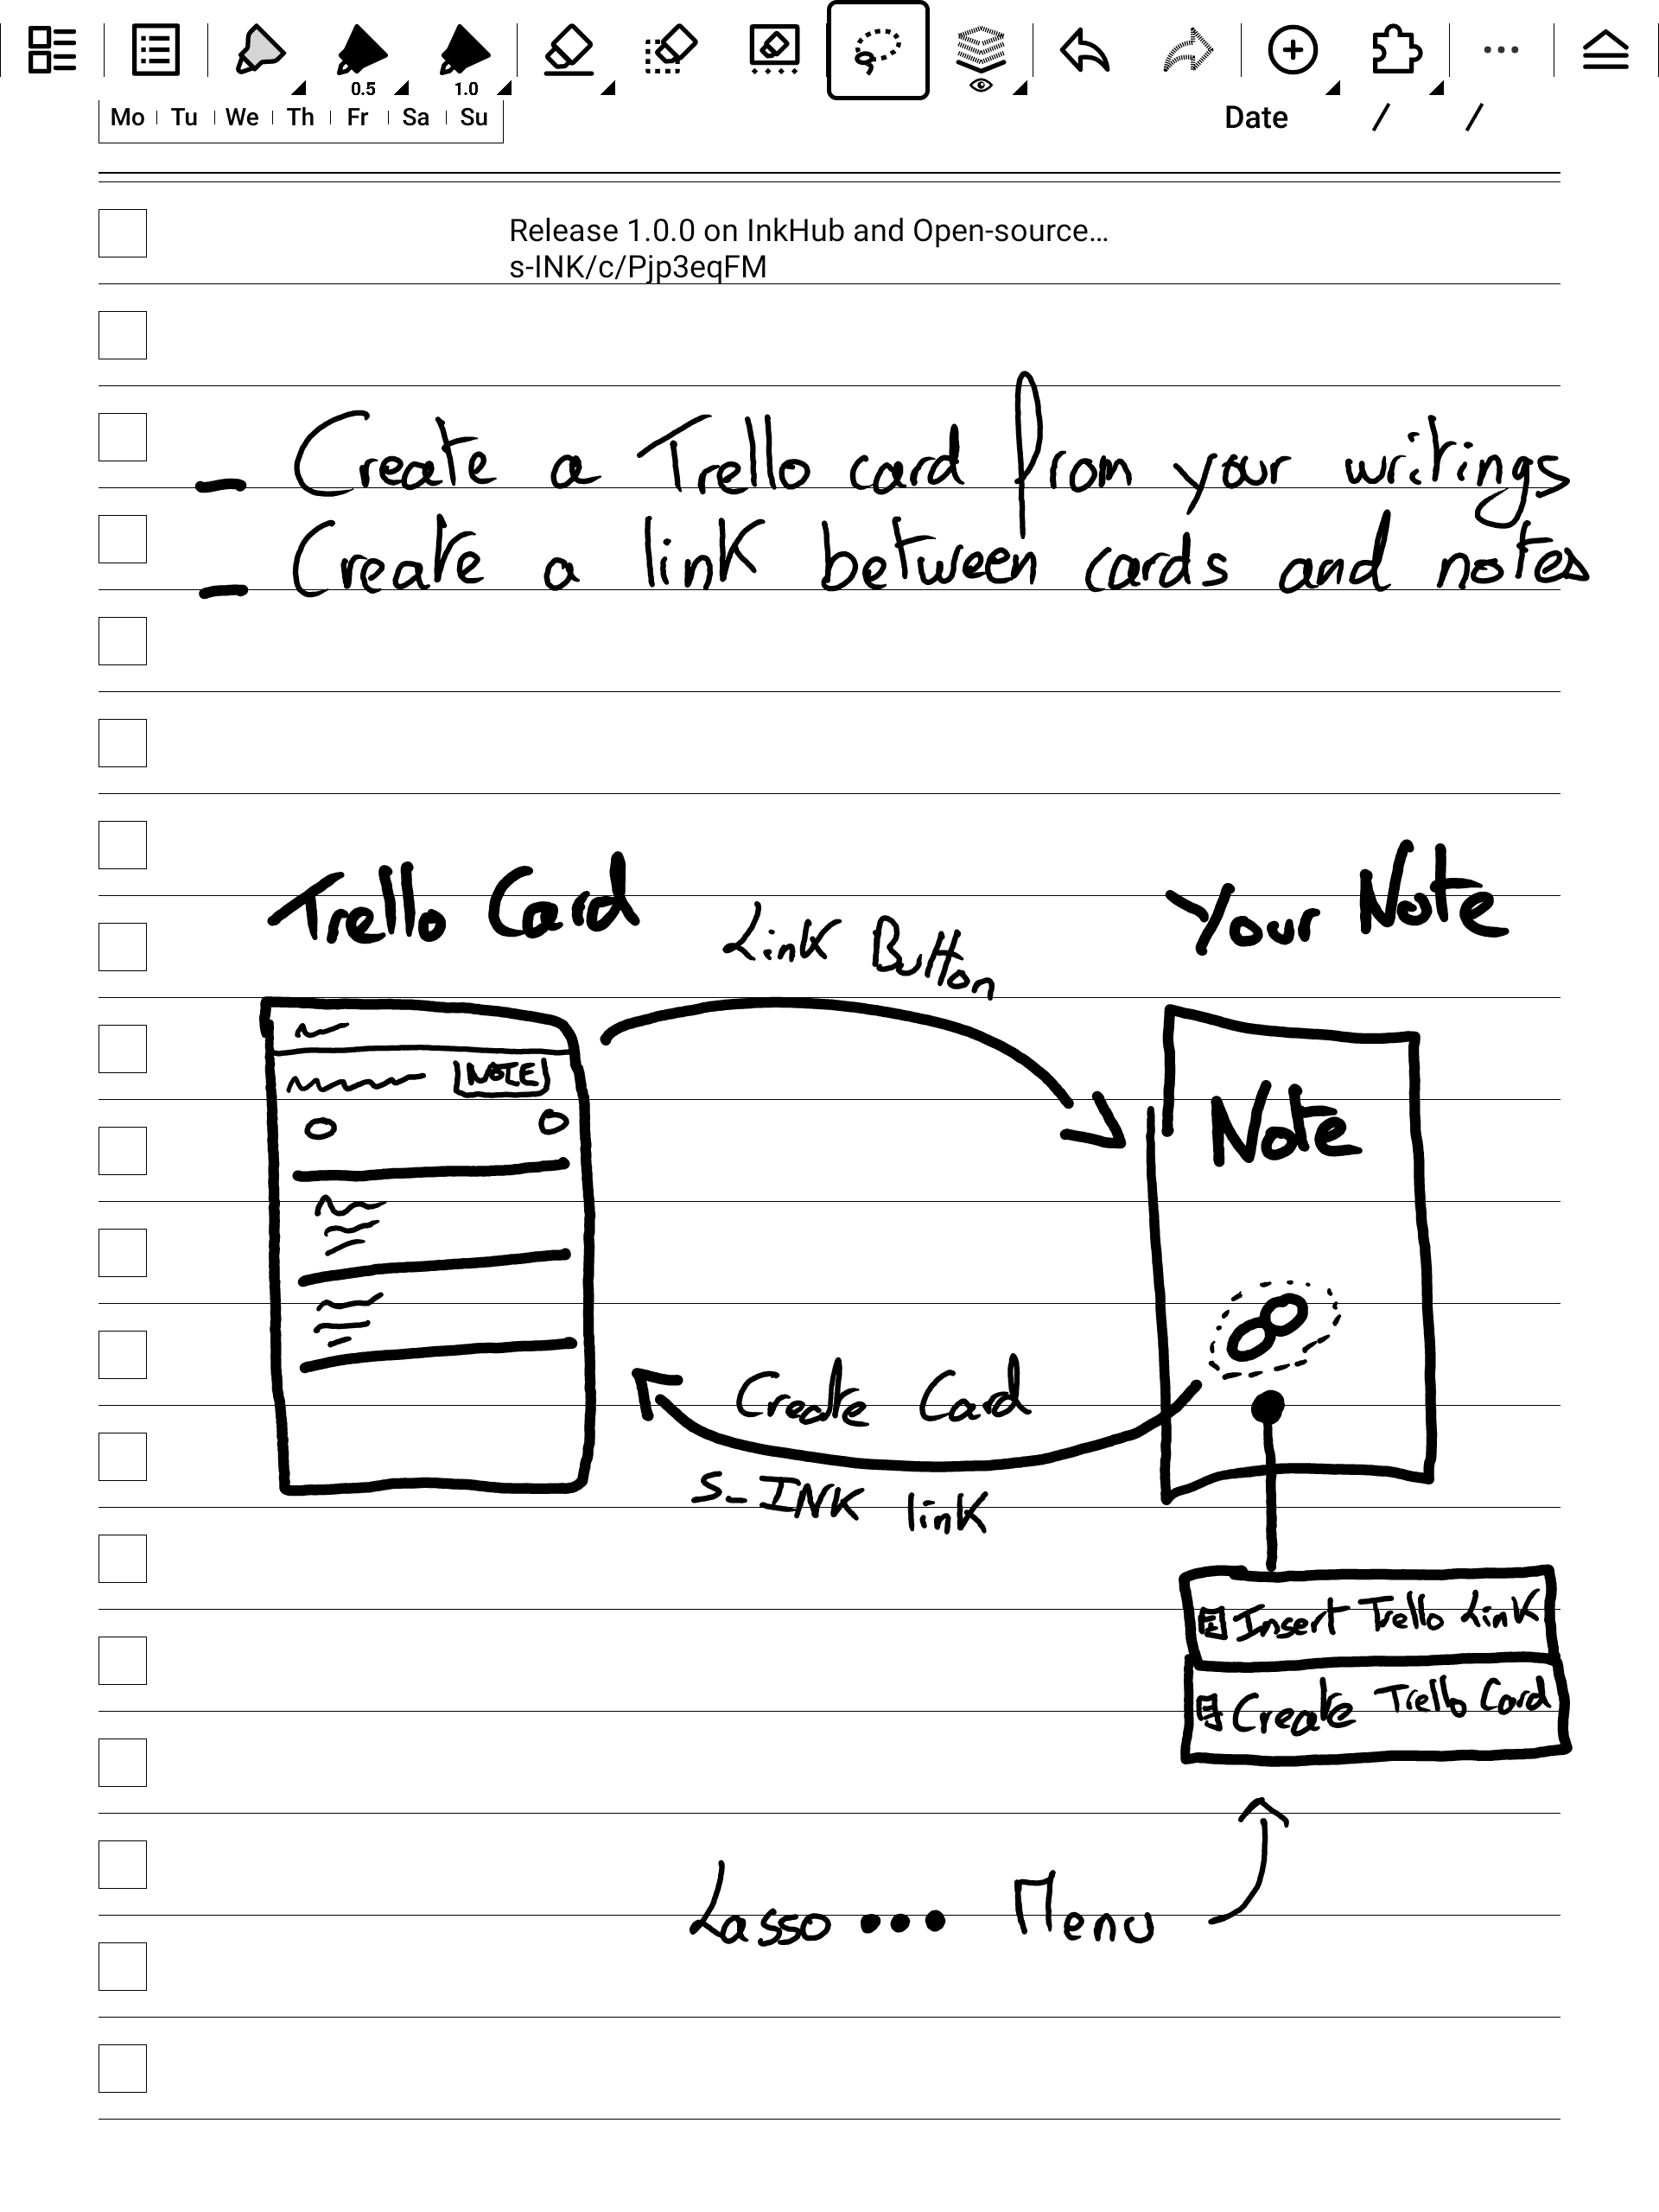 0.5 1.0
Mo Tu We Th Fr Sa Su
Date / /
Release 1.0.0 on InkHub and Open-source...
s-INK/c/Pjp3eqFM
- Create a Trello card from your writings
- Create a link between cards and notes
Trello Card
Link Button
Your Note
NOTE
Note
Create Card
S-INK link
Insert Trello Link
Create Trello Card
Lasso ... Menu